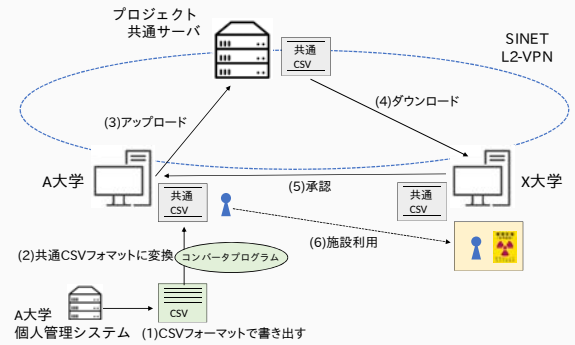 プロジェクト
共通サーバ
共通
CSV
SINET
L2-VPN
(3)アップロード
(4)ダウンロード
A大学
共通
CSV
(5)承認
共通
CSV
X大学
(6)施設利用
(2)共通CSVフォーマットに変換
コンバータプログラム
A大学
個人管理システム
CSV
(1)CSVフォーマットで書き出す